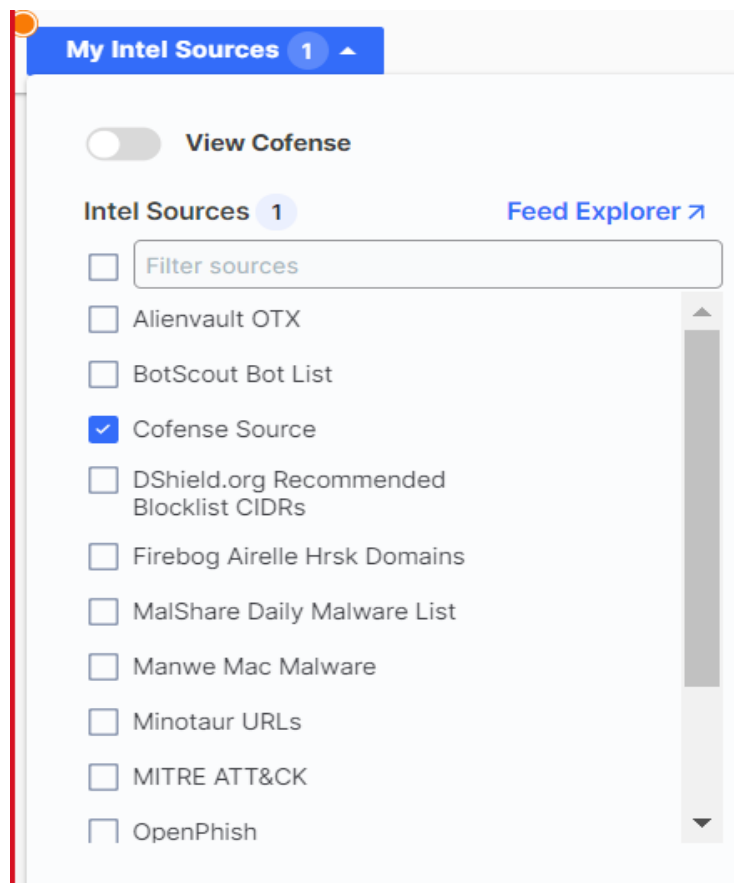 My Intel Sources 1
View Cofense
Intel Sources 1 Feed Explorer
Filter sources
Alienvault OTX
BotScout Bot List
Cofense Source
DShield.org Recommended
Blocklist CIDRs
Firebog Airelle Hrsk Domains
MalShare Daily Malware List
Manwe Mac Malware
Minotaur URLs
MITRE ATT&CK
OpenPhish